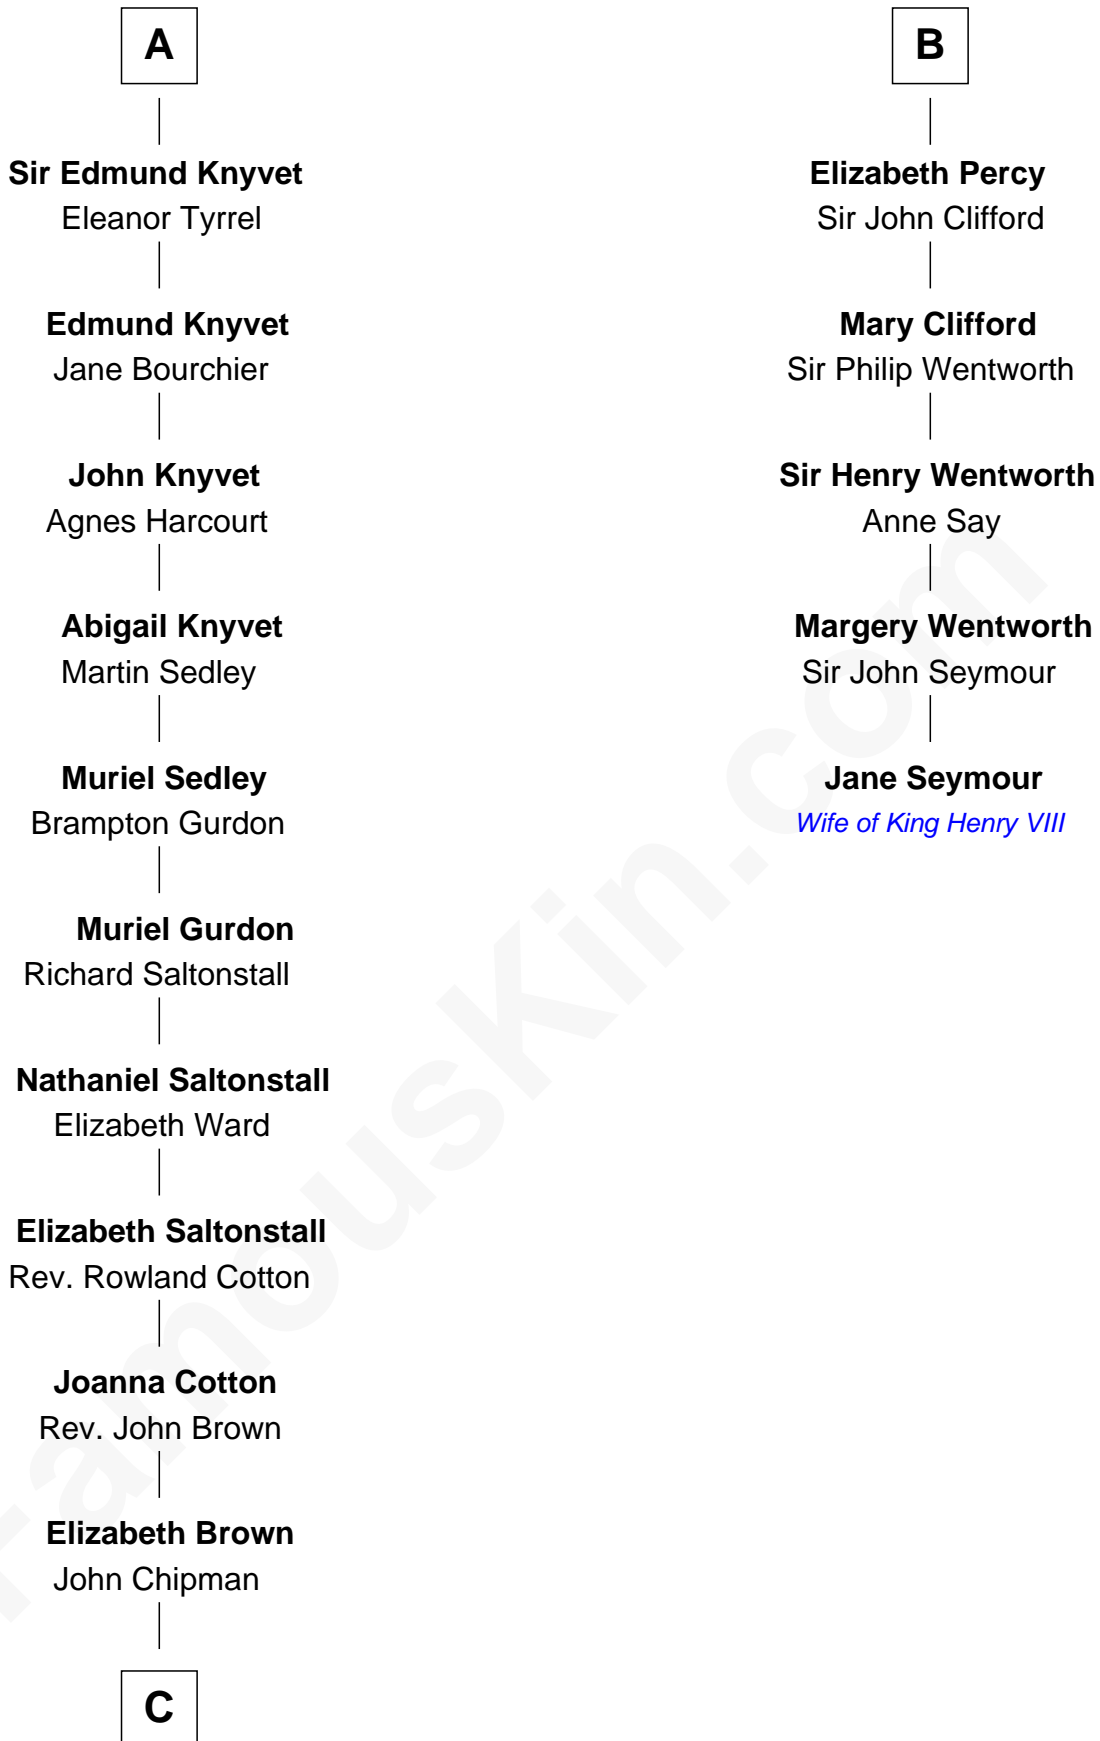 A
Sir Edmund Knyvet
Eleanor Tyrrel
Edmund Knyvet
Jane Bourchier
John Knyvet
Agnes Harcourt
Abigail Knyvet
Martin Sedley
Muriel Sedley
Brampton Gurdon
Muriel Gurdon
Richard Saltonstall
Nathaniel Saltonstall
Elizabeth Ward
Elizabeth Saltonstall
Rev. Rowland Cotton
Joanna Cotton
Rev. John Brown
Elizabeth Brown
John Chipman
C
B
Elizabeth Percy
Sir John Clifford
Mary Clifford
Sir Philip Wentworth
Sir Henry Wentworth
Anne Say
Margery Wentworth
Sir John Seymour
Jane Seymour
Wife of King Henry VIII
FamousKin.com